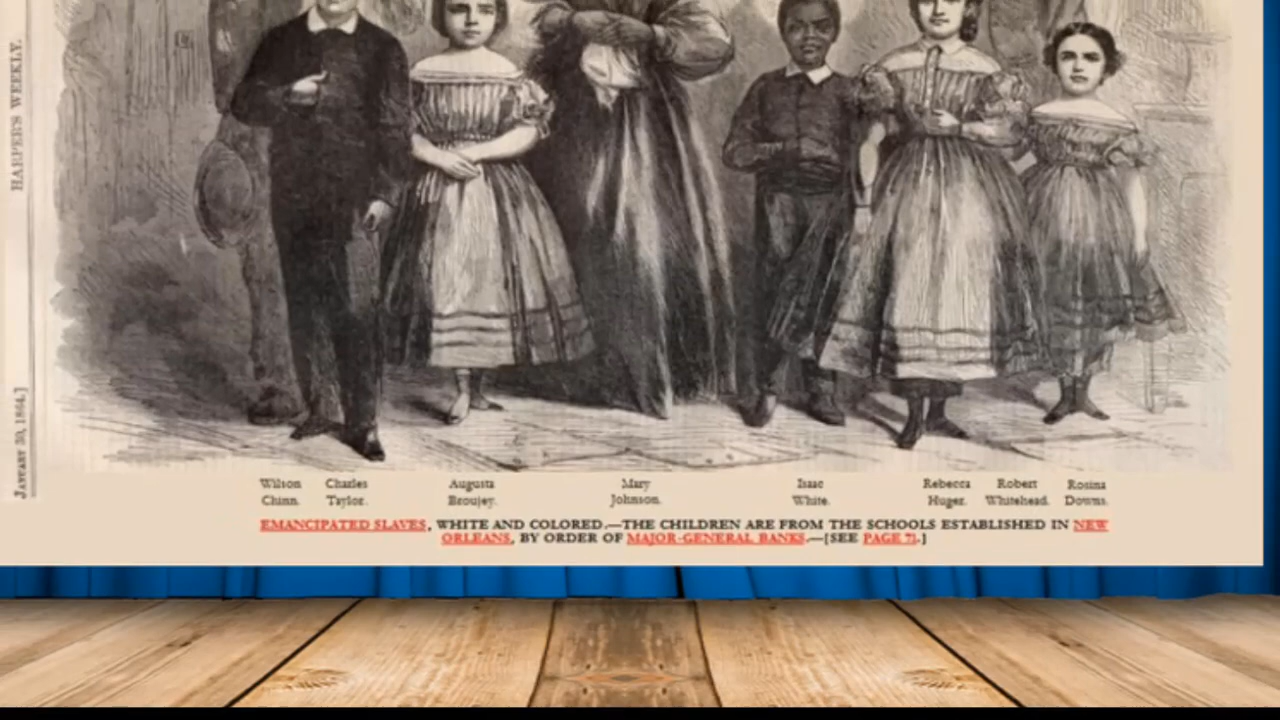 HARPER'S WEEKLY.
JANUARY 30, 1864.]
Wilson Charles Augusta Mary Isaac Rebecca Robert Rosina
Chinn. Taylor. Broujey. Johnson. White. Huger. Whitehead. Downs.
EMANCIPATED SLAVES, WHITE AND COLORED.—THE CHILDREN ARE FROM THE SCHOOLS ESTABLISHED IN NEW
ORLEANS, BY ORDER OF MAJOR-GENERAL BANKS.—[SEE PAGE 71.]